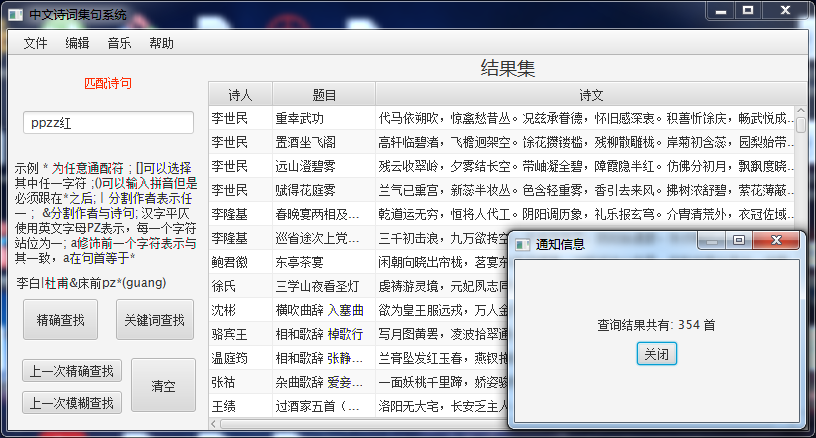 中文诗词集句系统
文件 编辑 音乐 帮助
匹配诗句
ppzz红
示例 * 为任意通配符 ; []可以选择
其中任一字符 ;()可以输入拼音但是
必须跟在*之后; | 分割作者表示任
一 ; &分割作者与诗句; 汉字平仄
使用英文字母PZ表示，每一个字符
站位为一; a修饰前一个字符表示与
其一致，a在句首等于*
李白|杜甫&床前pz*(guang)
精确查找 关键词查找
上一次精确查找
上一次模糊查找
清空
结果集
诗人 题目 诗文
李世民 重幸武功 代马依朔吹，惊禽愁昔丛。况兹承眷德，怀旧感深衷。积善忻馀庆，畅武悦成...
李世民 置酒坐飞阁 高轩临碧渚，飞檐迥架空。馀花攒镂槛，残柳散雕栊。岸菊初含蕊，园梨始带...
李世民 远山澄碧雾 残云收翠岭，夕雾结长空。带岫凝全碧，障霞隐半红。仿佛分初月，飘飘度晓...
李世民 赋得花庭雾 兰气已熏宫，新蕊半妆丛。色含轻重雾，香引去来风。拂树浓舒碧，萦花薄蔽...
李隆基 春晚宴两相及... 乾道运无穷，恒将人代工。阴阳调历象，礼乐报玄穹。介胄清荒外，衣冠佐域...
李隆基 巡省途次上党... 三千初击浪，九万欲抟空
鲍君徽 东亭茶宴 闲朝向晓出帘栊，茗宴东
徐氏 三学山夜看圣灯 虔祷游灵境，元妃夙志同
沈彬 横吹曲辞 入塞曲 欲为皇王服远戎，万人金
骆宾王 相和歌辞 棹歌行 写月图黄罢，凌波拾翠通
温庭筠 相和歌辞 张静... 兰膏坠发红玉春，燕钗拖
张祜 杂曲歌辞 爱妾... 一面妖桃千里蹄，娇姿骏
王绩 过酒家五首（... 洛阳无大宅，长安乏主人
通知信息
查询结果共有: 354 首
关闭